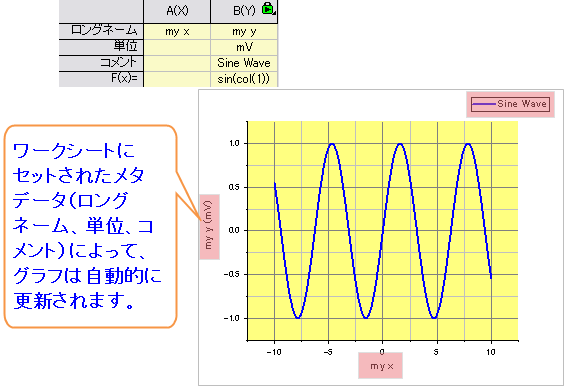 A(X) B(Y)
ロングネーム my x my y
単位 mV
コメント Sine Wave
F(x)= sin(col(1))
Sine Wave
ワークシートに
セットされたメタ
データ(ロング
ネーム、単位、コ
メント)によって、
グラフは自動的に
更新されます。
my y (mV)
1.0
0.5
0.0
-0.5
-1.0
-10 -5 0 5 10
my x